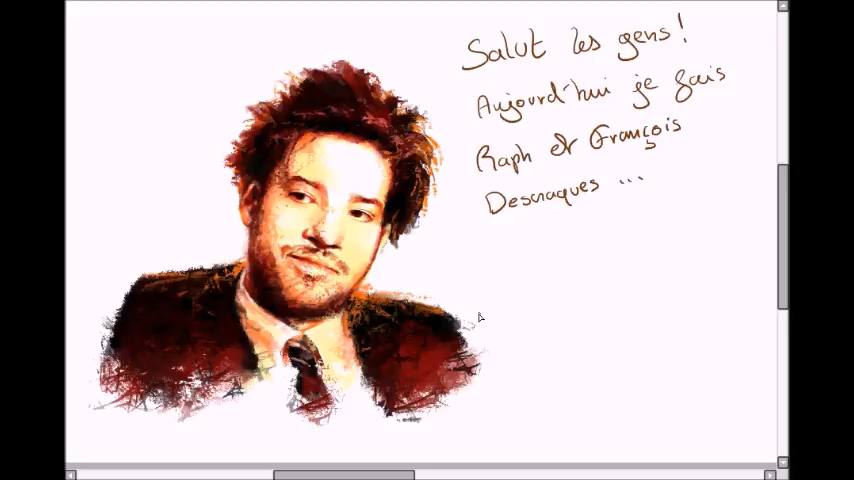 Salut les gens !
Aujourd'hui je fais
Raph et François
Descraques ...